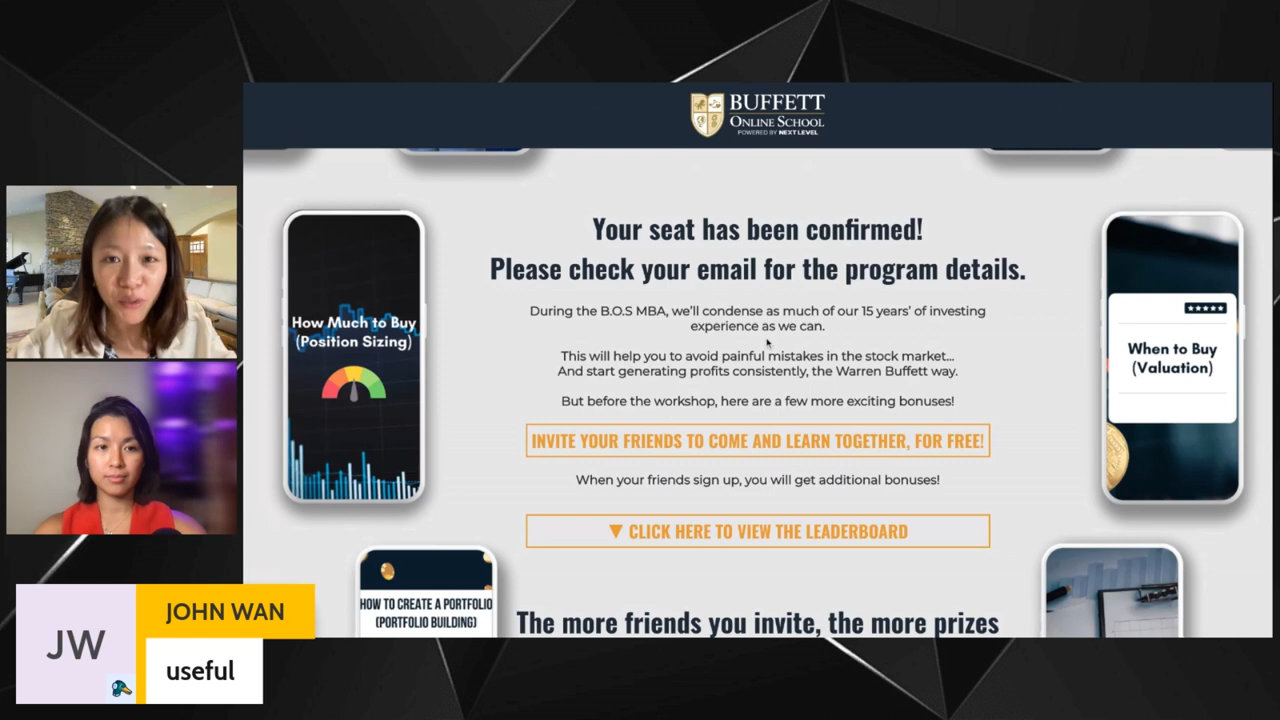 BUFFETT
ONLINE SCHOOL
POWERED BY NEXT LEVEL
Your seat has been confirmed!
Please check your email for the program details.
How Much to Buy
(Position Sizing)
During the B.O.S MBA, we'll condense as much of our 15 years' of investing
experience as we can.
This will help you to avoid painful mistakes in the stock market...
And start generating profits consistently, the Warren Buffett way.
But before the workshop, here are a few more exciting bonuses!
When to Buy
(Valuation)
INVITE YOUR FRIENDS TO COME AND LEARN TOGETHER, FOR FREE!
When your friends sign up, you will get additional bonuses!
▼ CLICK HERE TO VIEW THE LEADERBOARD
HOW TO CREATE A PORTFOLIO
(PORTFOLIO BUILDING)
The more friends you invite, the more prizes
JW
JOHN WAN
useful